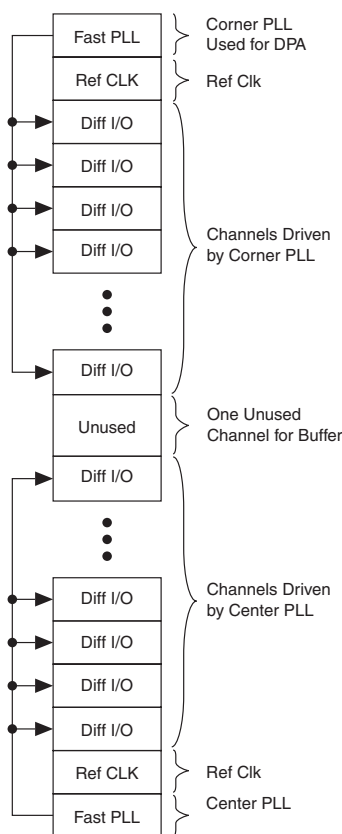 Fast PLL
Corner PLL
Used for DPA
Ref CLK
Ref Clk
Diff I/O
Diff I/O
Diff I/O
Diff I/O
Channels Driven
by Corner PLL
Diff I/O
Unused
One Unused
Channel for Buffer
Diff I/O
Channels Driven
by Center PLL
Diff I/O
Diff I/O
Diff I/O
Diff I/O
Ref CLK
Ref Clk
Fast PLL
Center PLL